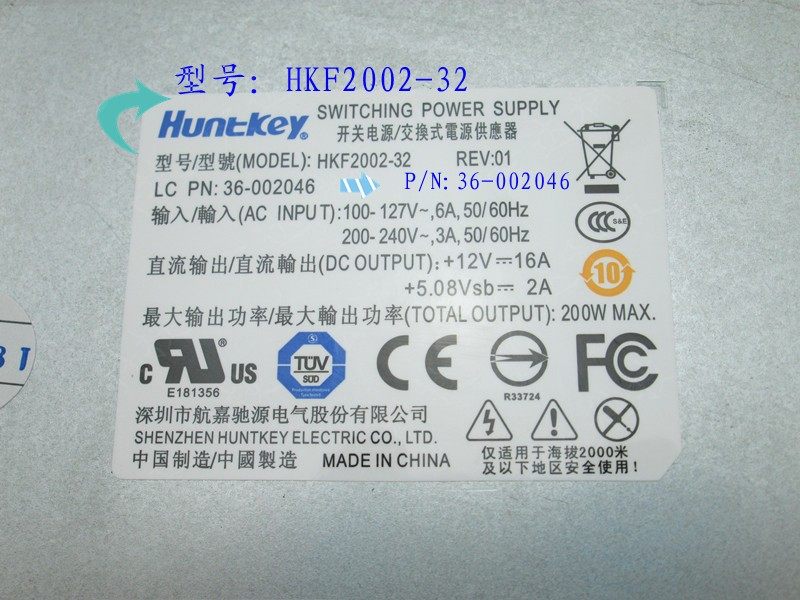 型号: HKF2002-32
Huntkey® SWITCHING POWER SUPPLY
开关电源/交換式電源供應器
型号/型號(MODEL): HKF2002-32 REV:01
LC PN: 36-002046 P/N: 36-002046
输入/輸入(AC INPUT): 100-127V~,6A, 50/60Hz
200-240V~,3A, 50/60Hz
S&E
直流输出/直流輸出(DC OUTPUT): +12V⎓16A
+5.08Vsb⎓2A
10
最大输出功率/最大輸出功率(TOTAL OUTPUT): 200W MAX.
c RU US TÜV SÜD CE FC
E181356 R33724
深圳市航嘉驰源电气股份有限公司
SHENZHEN HUNTKEY ELECTRIC CO., LTD.
中国制造/中國製造 MADE IN CHINA
仅适用于海拔2000米
及以下地区安全使用!